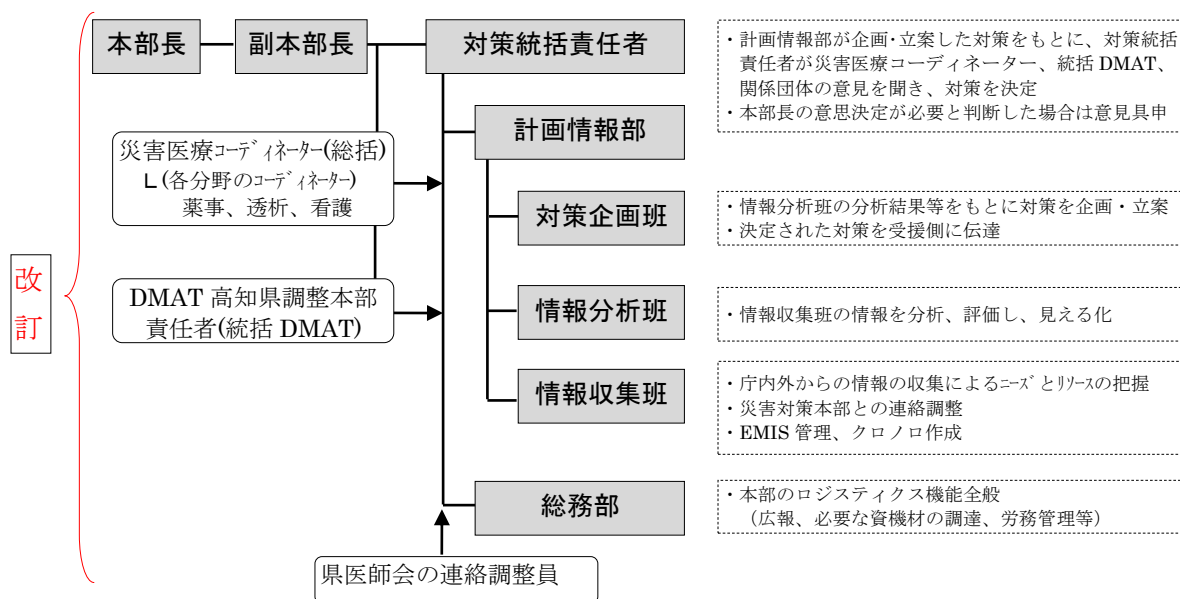 本部長
副本部長
対策統括責任者
・計画情報部が企画・立案した対策をもとに、対策統括
責任者が災害医療コーディネーター、統括 DMAT、
関係団体の意見を聞き、対策を決定
・本部長の意思決定が必要と判断した場合は意見具申
計画情報部
災害医療ｺｰﾃﾞｨﾈｰﾀｰ(総括)
L (各分野のｺｰﾃﾞｨﾈｰﾀｰ)
薬事、透析、看護
対策企画班
・情報分析班の分析結果等をもとに対策を企画・立案
・決定された対策を受援側に伝達
改
訂
DMAT 高知県調整本部
責任者(統括 DMAT)
情報分析班
・情報収集班の情報を分析、評価し、見える化
情報収集班
・庁内外からの情報の収集によるﾆｰｽﾞとﾘｿｰｽの把握
・災害対策本部との連絡調整
・EMIS 管理、クロノロ作成
総務部
・本部のロジスティクス機能全般
（広報、必要な資機材の調達、労務管理等）
県医師会の連絡調整員